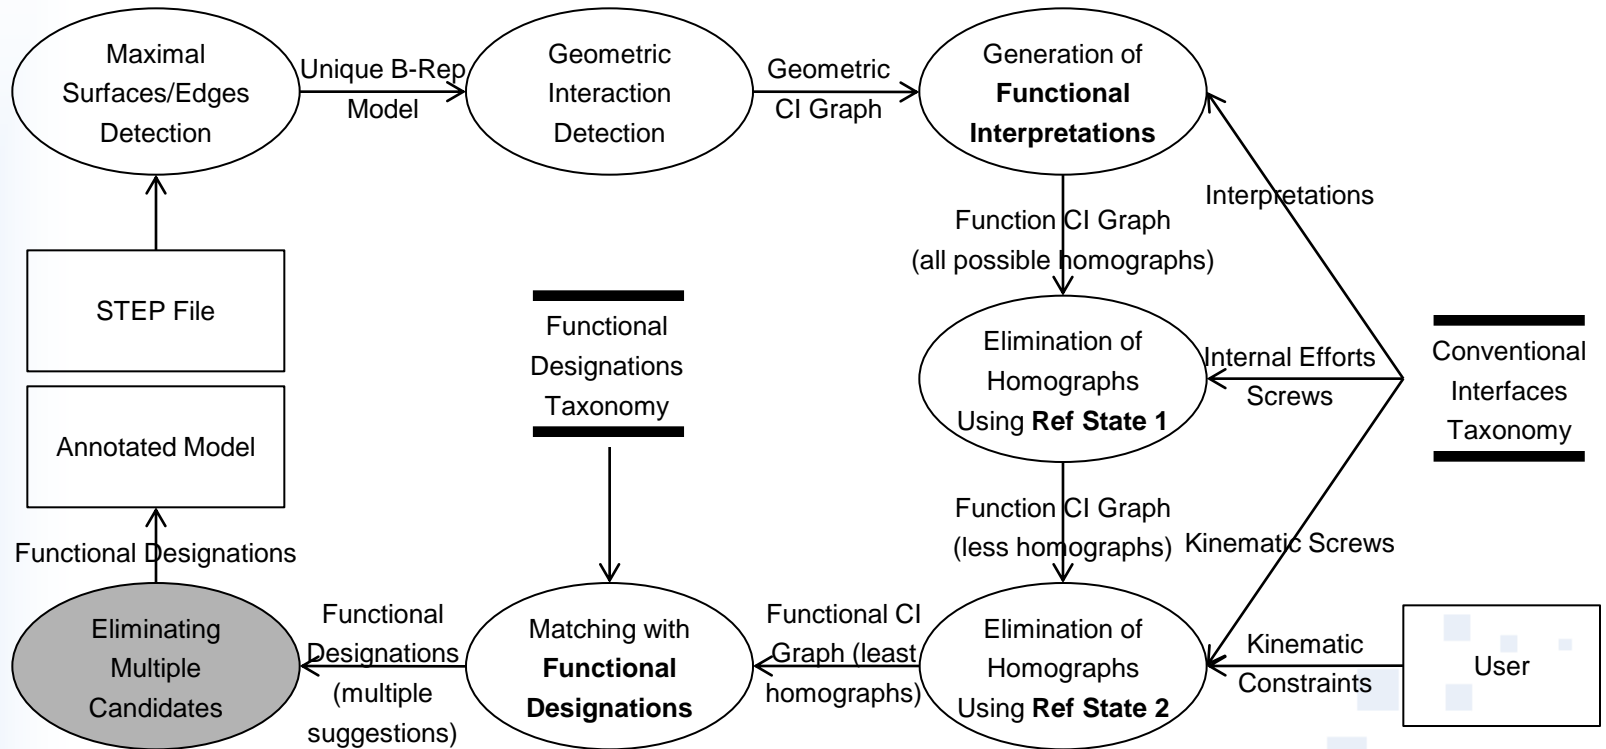 Maximal
Surfaces/Edges
Detection
Unique B-Rep
Model
Geometric
Interaction
Detection
Geometric
CI Graph
Generation of
Functional
Interpretations
Interpretations
Function CI Graph
(all possible homographs)
STEP File
Functional
Designations
Taxonomy
Elimination of
Homographs
Using Ref State 1
Internal Efforts
Screws
Conventional
Interfaces
Taxonomy
Annotated Model
Function CI Graph
(less homographs)
Kinematic Screws
Functional Designations
Eliminating
Multiple
Candidates
Functional
Designations
(multiple
suggestions)
Matching with
Functional
Designations
Functional CI
Graph (least
homographs)
Elimination of
Homographs
Using Ref State 2
Kinematic
Constraints
User